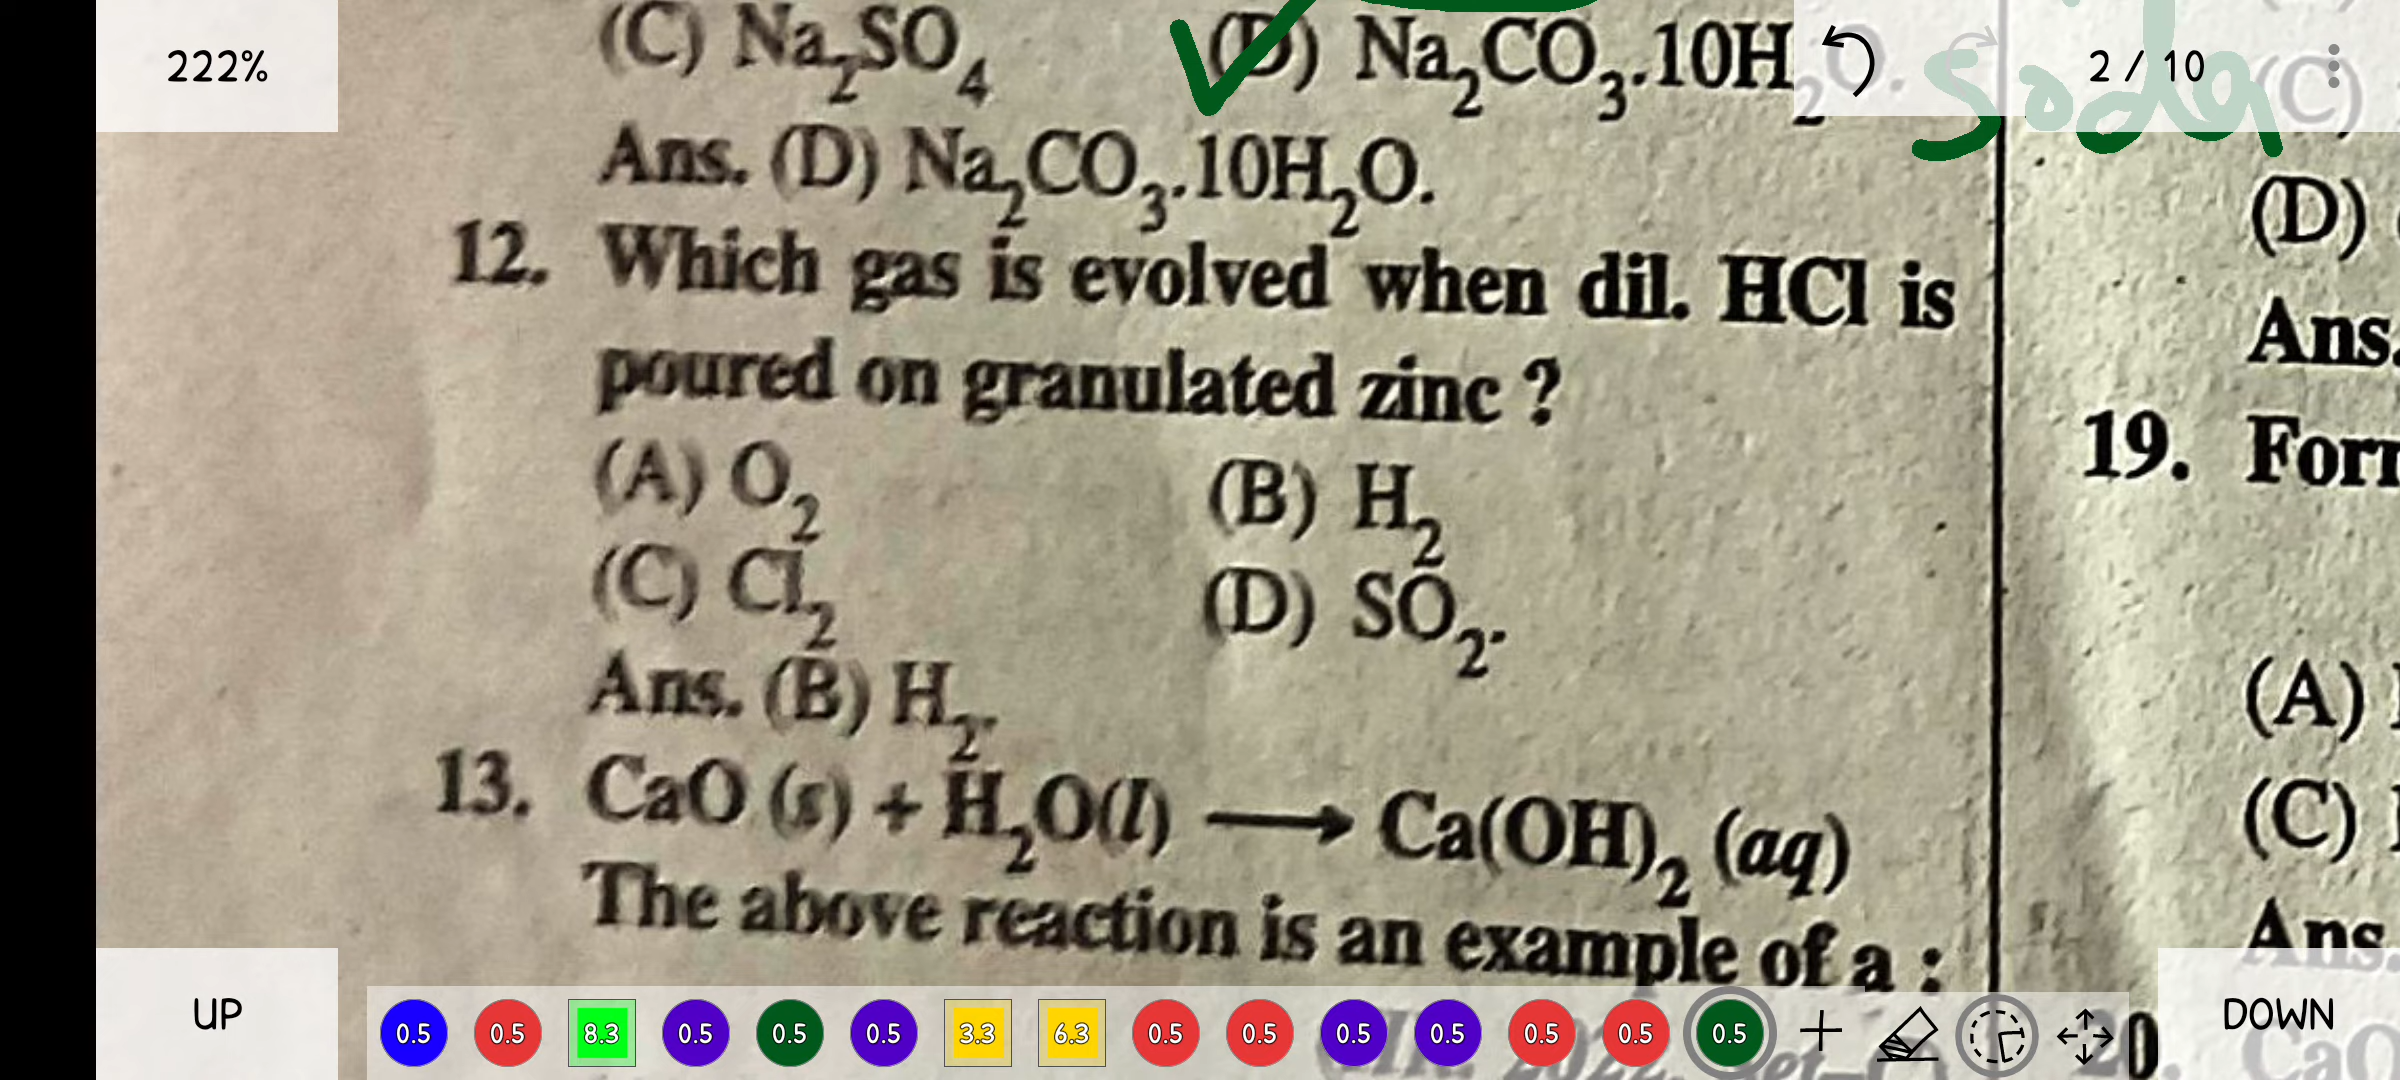 222%
(C) Na₂SO₄ (D) Na₂CO₃.10H₂O.
soda
2 / 10
(C)
Ans. (D) Na₂CO₃.10H₂O.
12. Which gas is evolved when dil. HCl is
poured on granulated zinc ?
(A) O₂ (B) H₂
(C) Cl₂ (D) SO₂.
Ans. (B) H₂.
13. CaO (s) + H₂O(l) ⟶ Ca(OH)₂ (aq)
The above reaction is an example of a :
(D)
Ans.
19.
(A)
(C)
Ans.
CaO
UP
0.5 0.5 8.3 0.5 0.5 0.5 3.3 6.3 0.5 0.5 0.5 0.5 0.5 0.5 0.5
DOWN